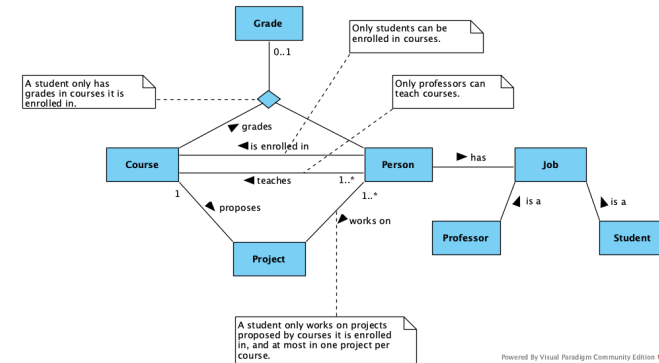 Grade
Only students can be
enrolled in courses.
0..1
A student only has
grades in courses it is
enrolled in.
Only professors can
teach courses.
grades
is enrolled in
Course
Person
has
Job
teaches
1..*
1
1..*
proposes
works on
is a
is a
Professor
Student
Project
A student only works on projects
proposed by courses it is enrolled
in, and at most in one project per
course.
Powered By Visual Paradigm Community Edition